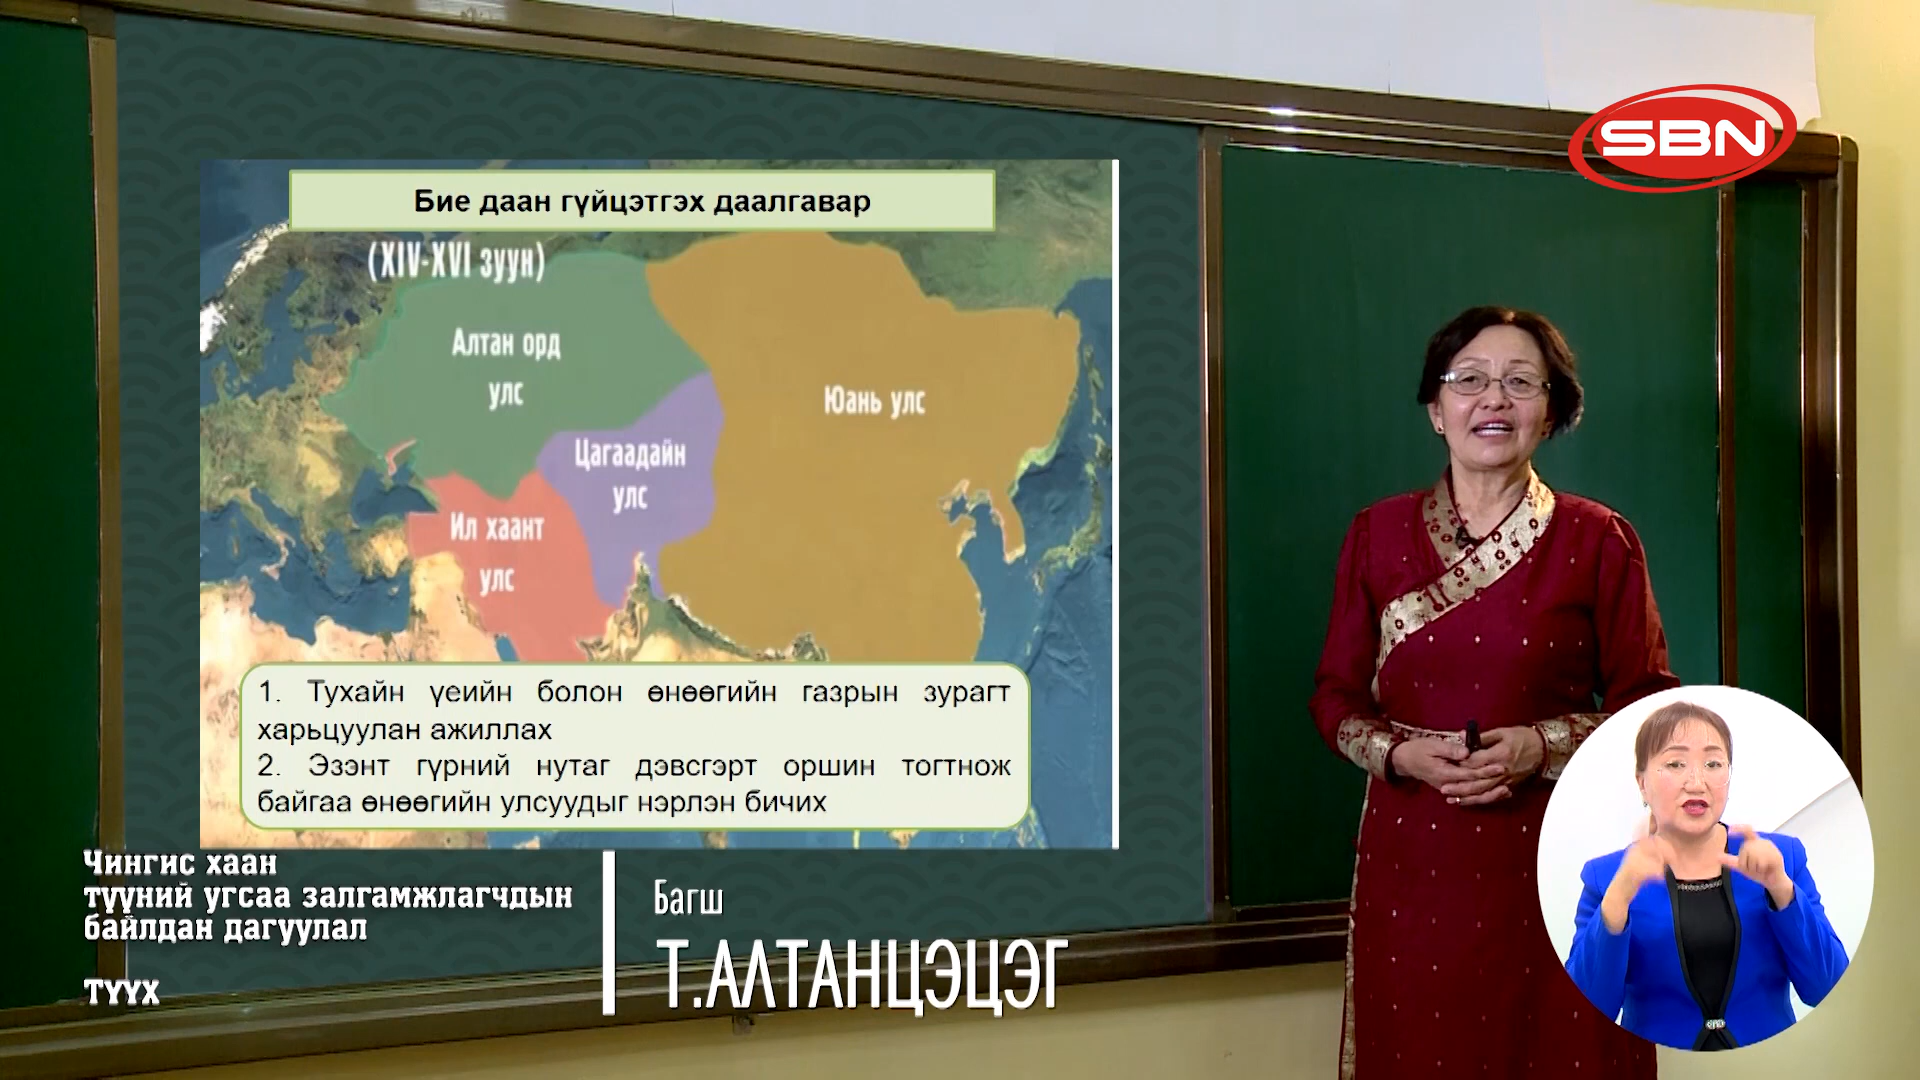 SBN
Бие даан гүйцэтгэх даалгавар
(XIV-XVI зуун)
Алтан орд
улс
Юань улс
Цагаадайн
улс
Ил хаант
улс
1. Тухайн үеийн болон өнөөгийн газрын зурагт
харьцуулан ажиллах
2. Эзэнт гүрний нутаг дэвсгэрт оршин тогтнож
байгаа өнөөгийн улсуудыг нэрлэн бичих
Чингис хаан
түүний угсаа залгамжлагчдын
байлдан дагуулал
ТҮҮХ
Багш
Т.АЛТАНЦЭЦЭГ